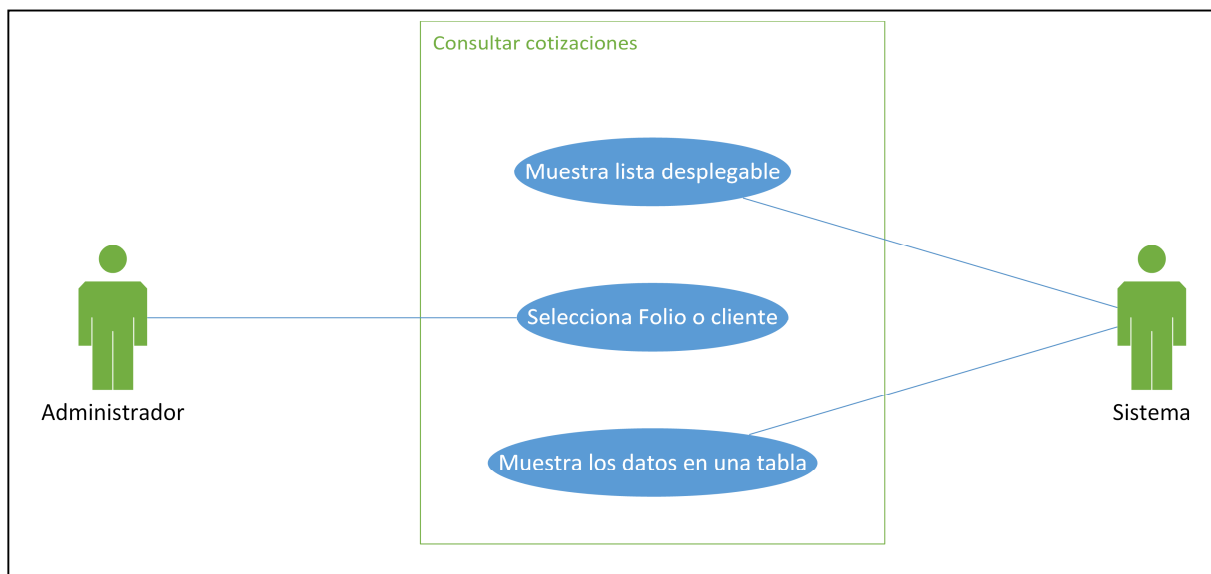 Consultar cotizaciones
Muestra lista desplegable
Selecciona Folio o cliente
Administrador
Sistema
Muestra los datos en una tabla